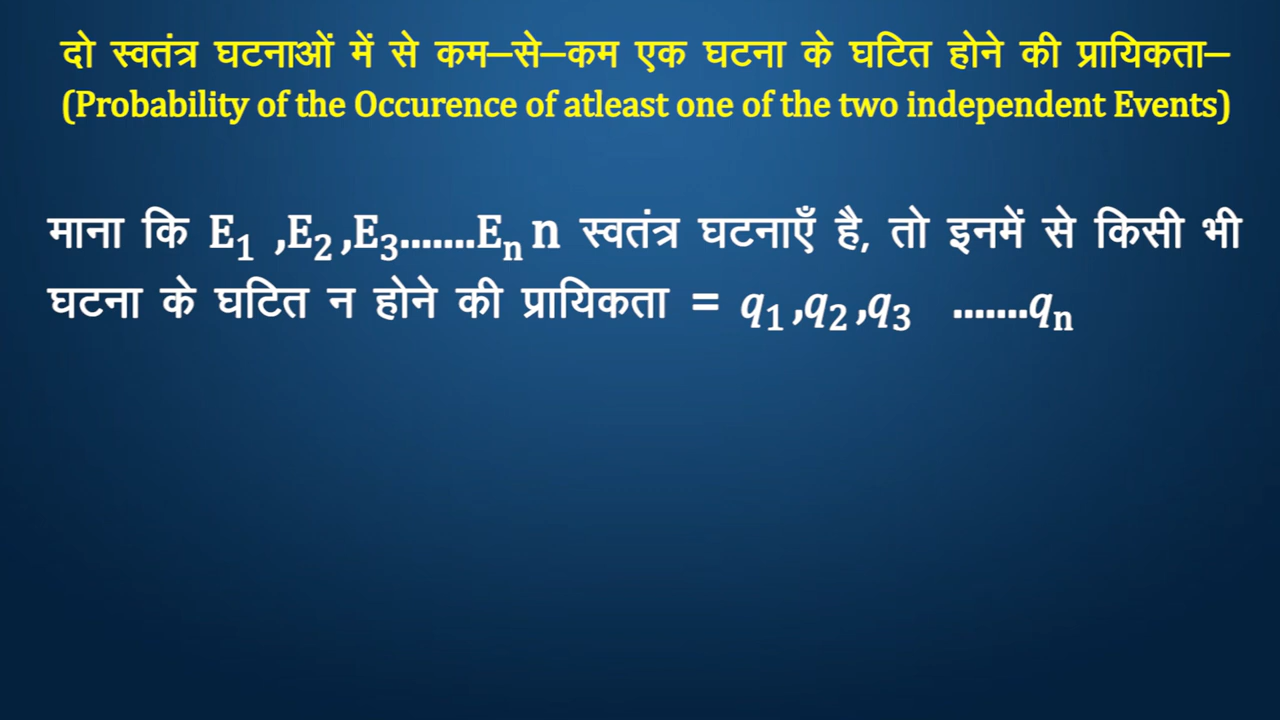 दो स्वतंत्र घटनाओं में से कम–से–कम एक घटना के घटित होने की प्रायिकता–
(Probability of the Occurence of atleast one of the two independent Events)
माना कि E₁ ,E₂ ,E₃.......Eₙ n स्वतंत्र घटनाएँ है, तो इनमें से किसी भी
घटना के घटित न होने की प्रायिकता = q₁ ,q₂ ,q₃ .......qₙ